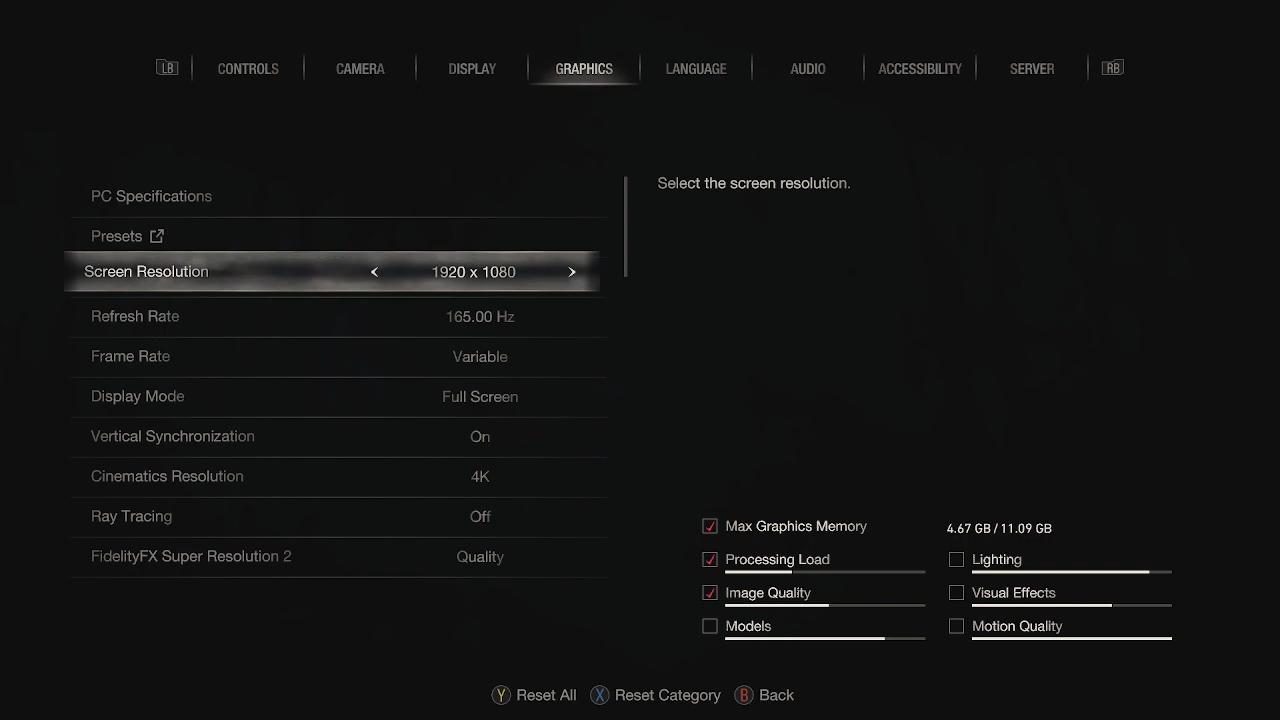 LB CONTROLS CAMERA DISPLAY GRAPHICS LANGUAGE AUDIO ACCESSIBILITY SERVER RB
PC Specifications
Presets
Screen Resolution 1920 x 1080
Refresh Rate 165.00 Hz
Frame Rate Variable
Display Mode Full Screen
Vertical Synchronization On
Cinematics Resolution 4K
Ray Tracing Off
FidelityFX Super Resolution 2 Quality
Select the screen resolution.
Max Graphics Memory 4.67 GB / 11.09 GB
Processing Load Lighting
Image Quality Visual Effects
Models Motion Quality
Y Reset All X Reset Category B Back